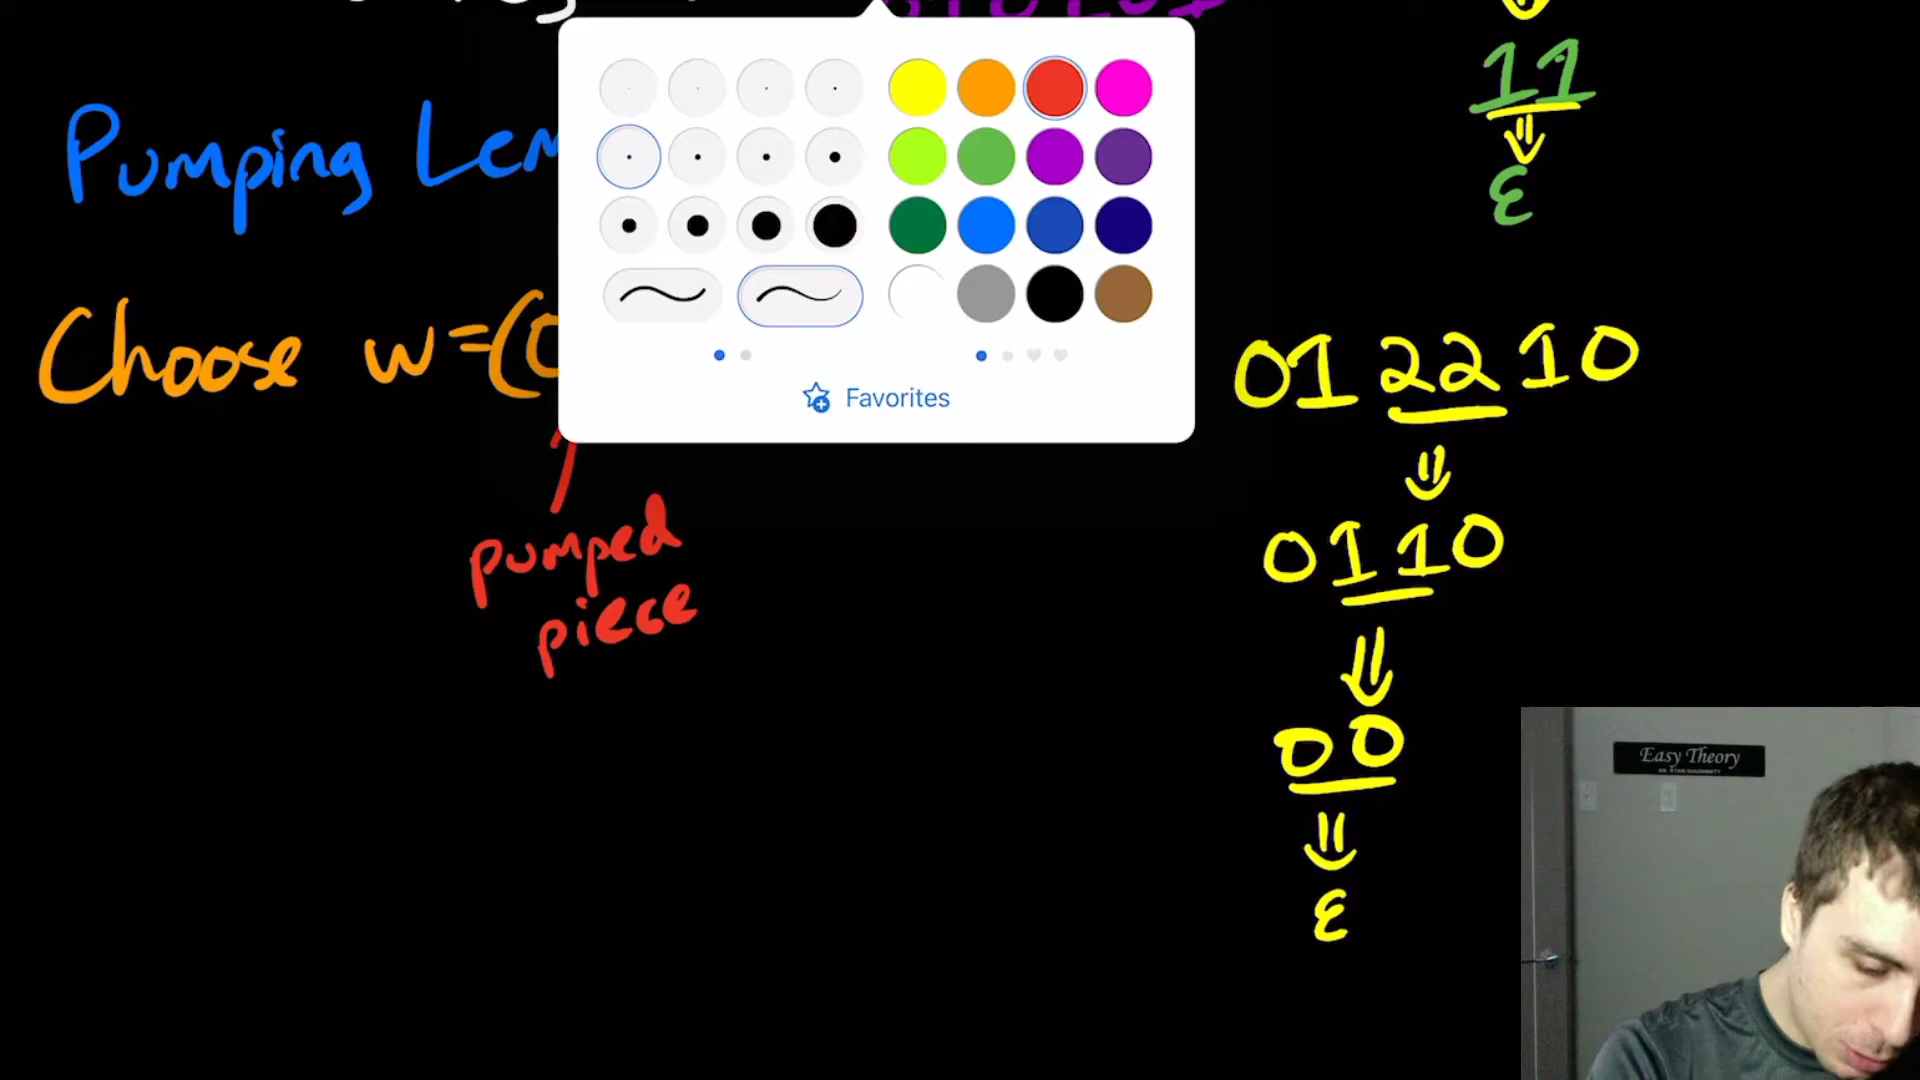 11
ε
Pumping Lem
Choose w=(0
Favorites
012210
0110
00
ε
pumped
piece
Easy Theory